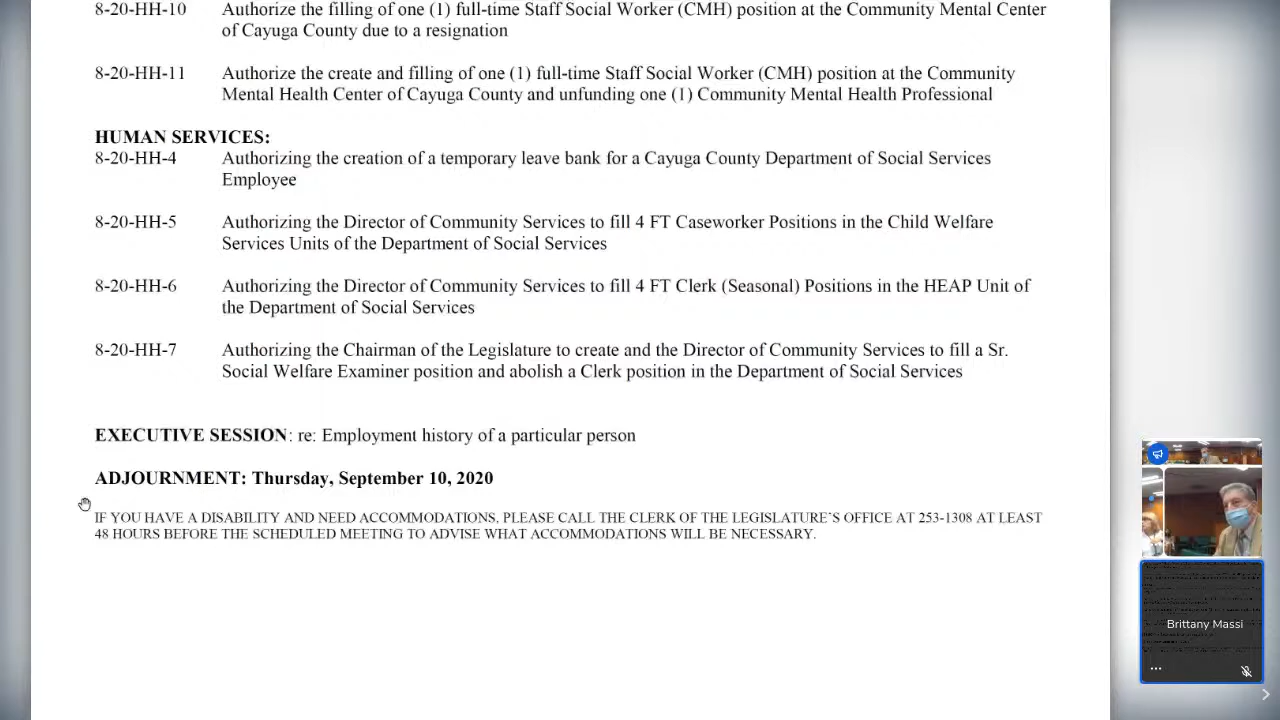 8-20-HH-10 Authorize the filling of one (1) full-time Staff Social Worker (CMH) position at the Community Mental Center
of Cayuga County due to a resignation
8-20-HH-11 Authorize the create and filling of one (1) full-time Staff Social Worker (CMH) position at the Community
Mental Health Center of Cayuga County and unfunding one (1) Community Mental Health Professional
HUMAN SERVICES:
8-20-HH-4 Authorizing the creation of a temporary leave bank for a Cayuga County Department of Social Services
Employee
8-20-HH-5 Authorizing the Director of Community Services to fill 4 FT Caseworker Positions in the Child Welfare
Services Units of the Department of Social Services
8-20-HH-6 Authorizing the Director of Community Services to fill 4 FT Clerk (Seasonal) Positions in the HEAP Unit of
the Department of Social Services
8-20-HH-7 Authorizing the Chairman of the Legislature to create and the Director of Community Services to fill a Sr.
Social Welfare Examiner position and abolish a Clerk position in the Department of Social Services
EXECUTIVE SESSION: re: Employment history of a particular person
ADJOURNMENT: Thursday, September 10, 2020
IF YOU HAVE A DISABILITY AND NEED ACCOMMODATIONS, PLEASE CALL THE CLERK OF THE LEGISLATURE`S OFFICE AT 253-1308 AT LEAST
48 HOURS BEFORE THE SCHEDULED MEETING TO ADVISE WHAT ACCOMMODATIONS WILL BE NECESSARY.
Brittany Massi